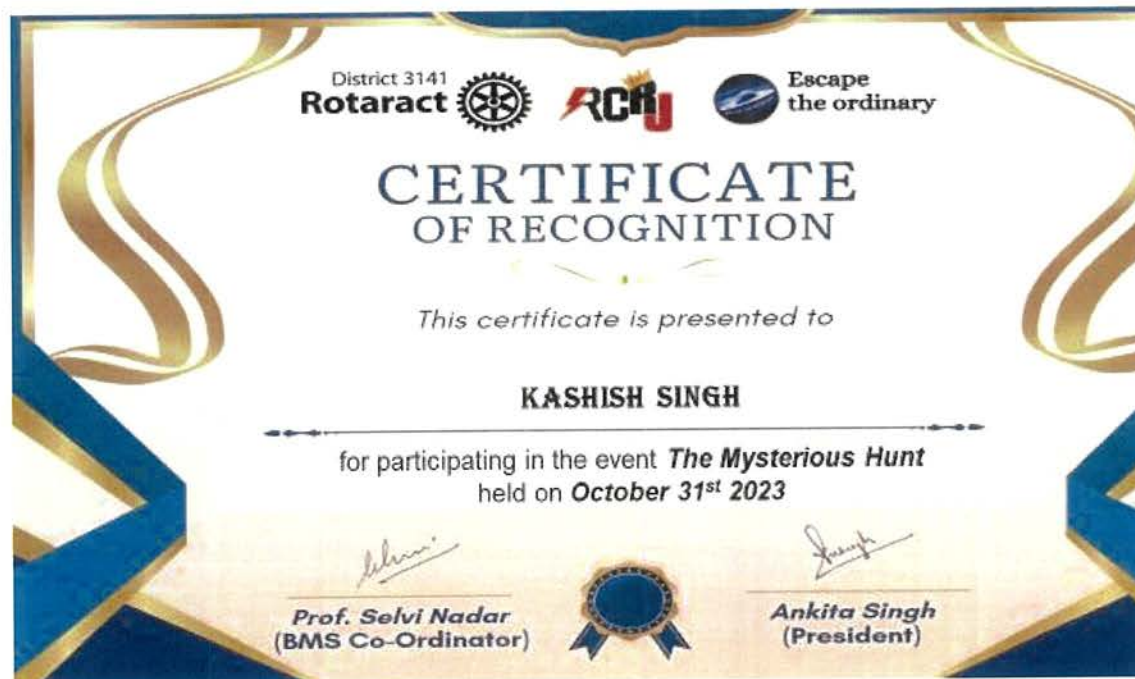 District 3141
Rotaract
RCRJ
Escape
the ordinary
CERTIFICATE
OF RECOGNITION
This certificate is presented to
KASHISH SINGH
for participating in the event The Mysterious Hunt
held on October 31st 2023
Prof. Selvi Nadar
(BMS Co-Ordinator)
Ankita Singh
(President)